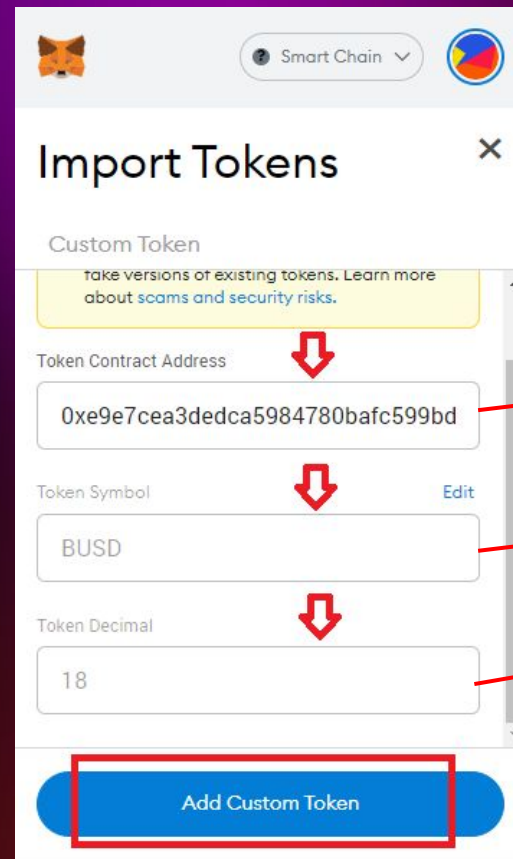 Smart Chain
Import Tokens
Custom Token
fake versions of existing tokens. Learn more
about scams and security risks.
Token Contract Address
0xe9e7cea3dedca5984780bafc599bd
Token Symbol
Edit
BUSD
Token Decimal
18
Add Custom Token